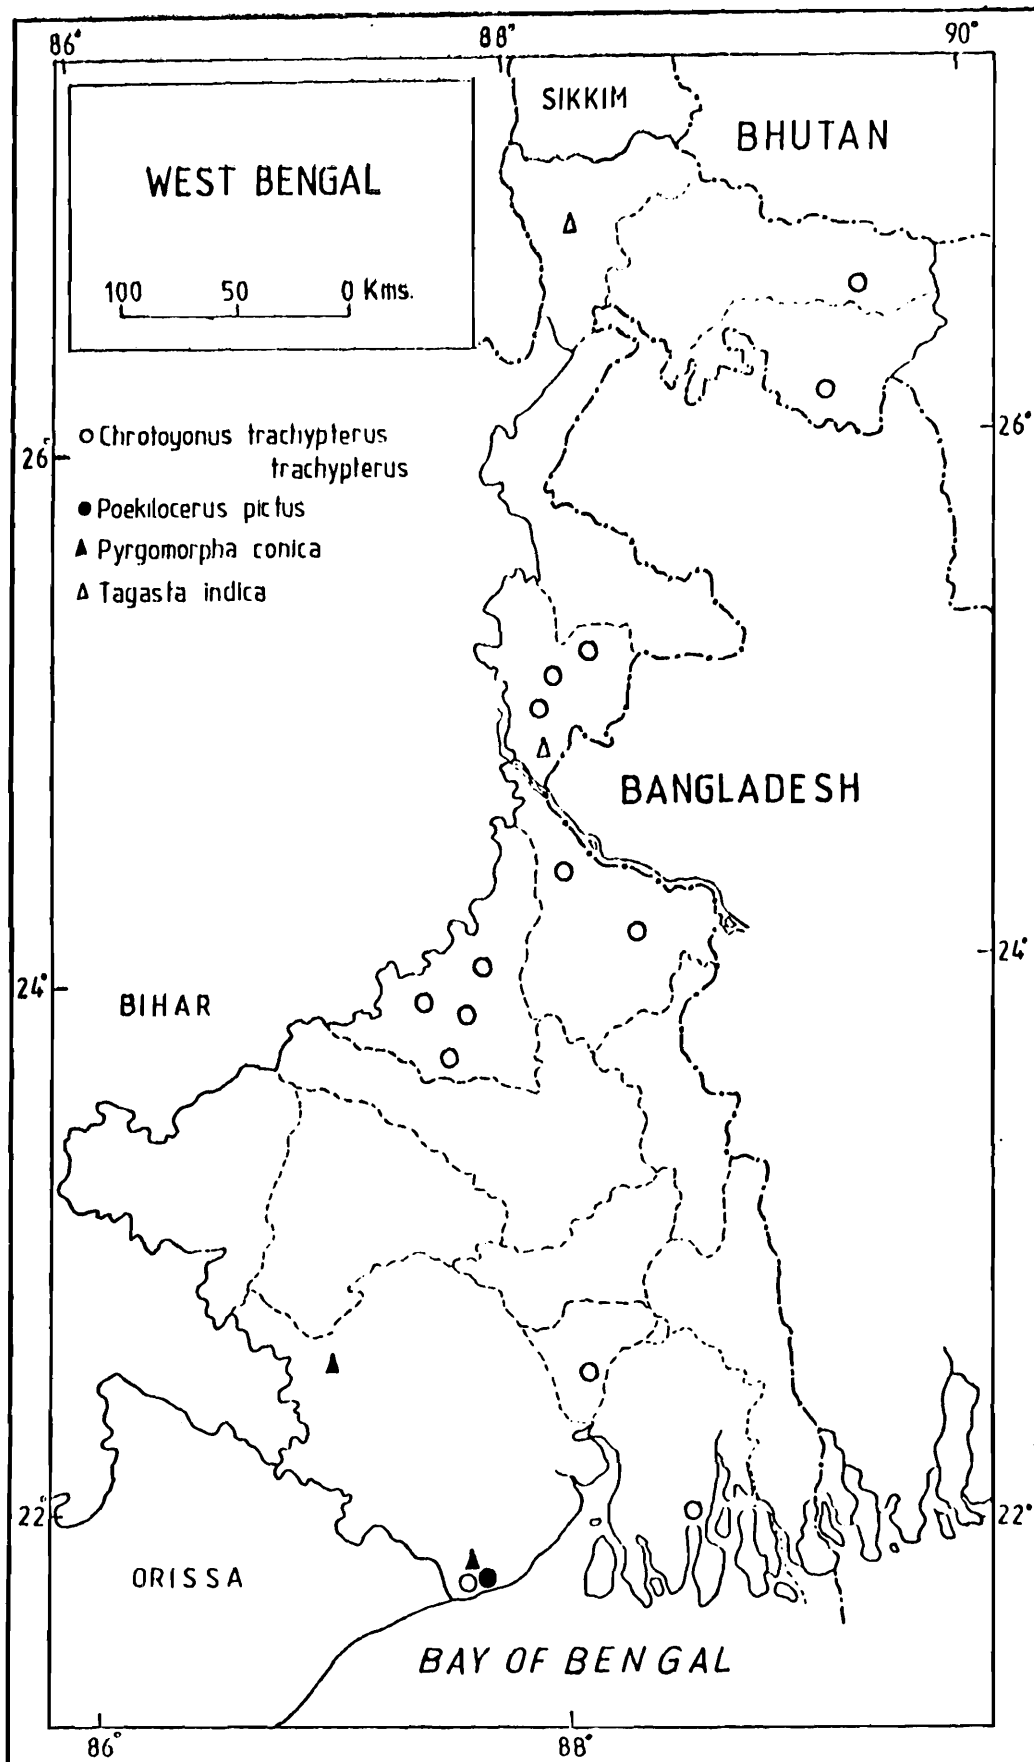 86° 88° 90°
SIKKIM
BHUTAN
WEST BENGAL
100 50 0 Kms.
26° 26°
○ Chrotoyonus trachypterus
trachypterus
● Poekilocerus pictus
▲ Pyrgomorpha conica
△ Tagasta indica
BANGLADESH
24° 24°
BIHAR
22° 22°
ORISSA
BAY OF BENGAL
86° 88°